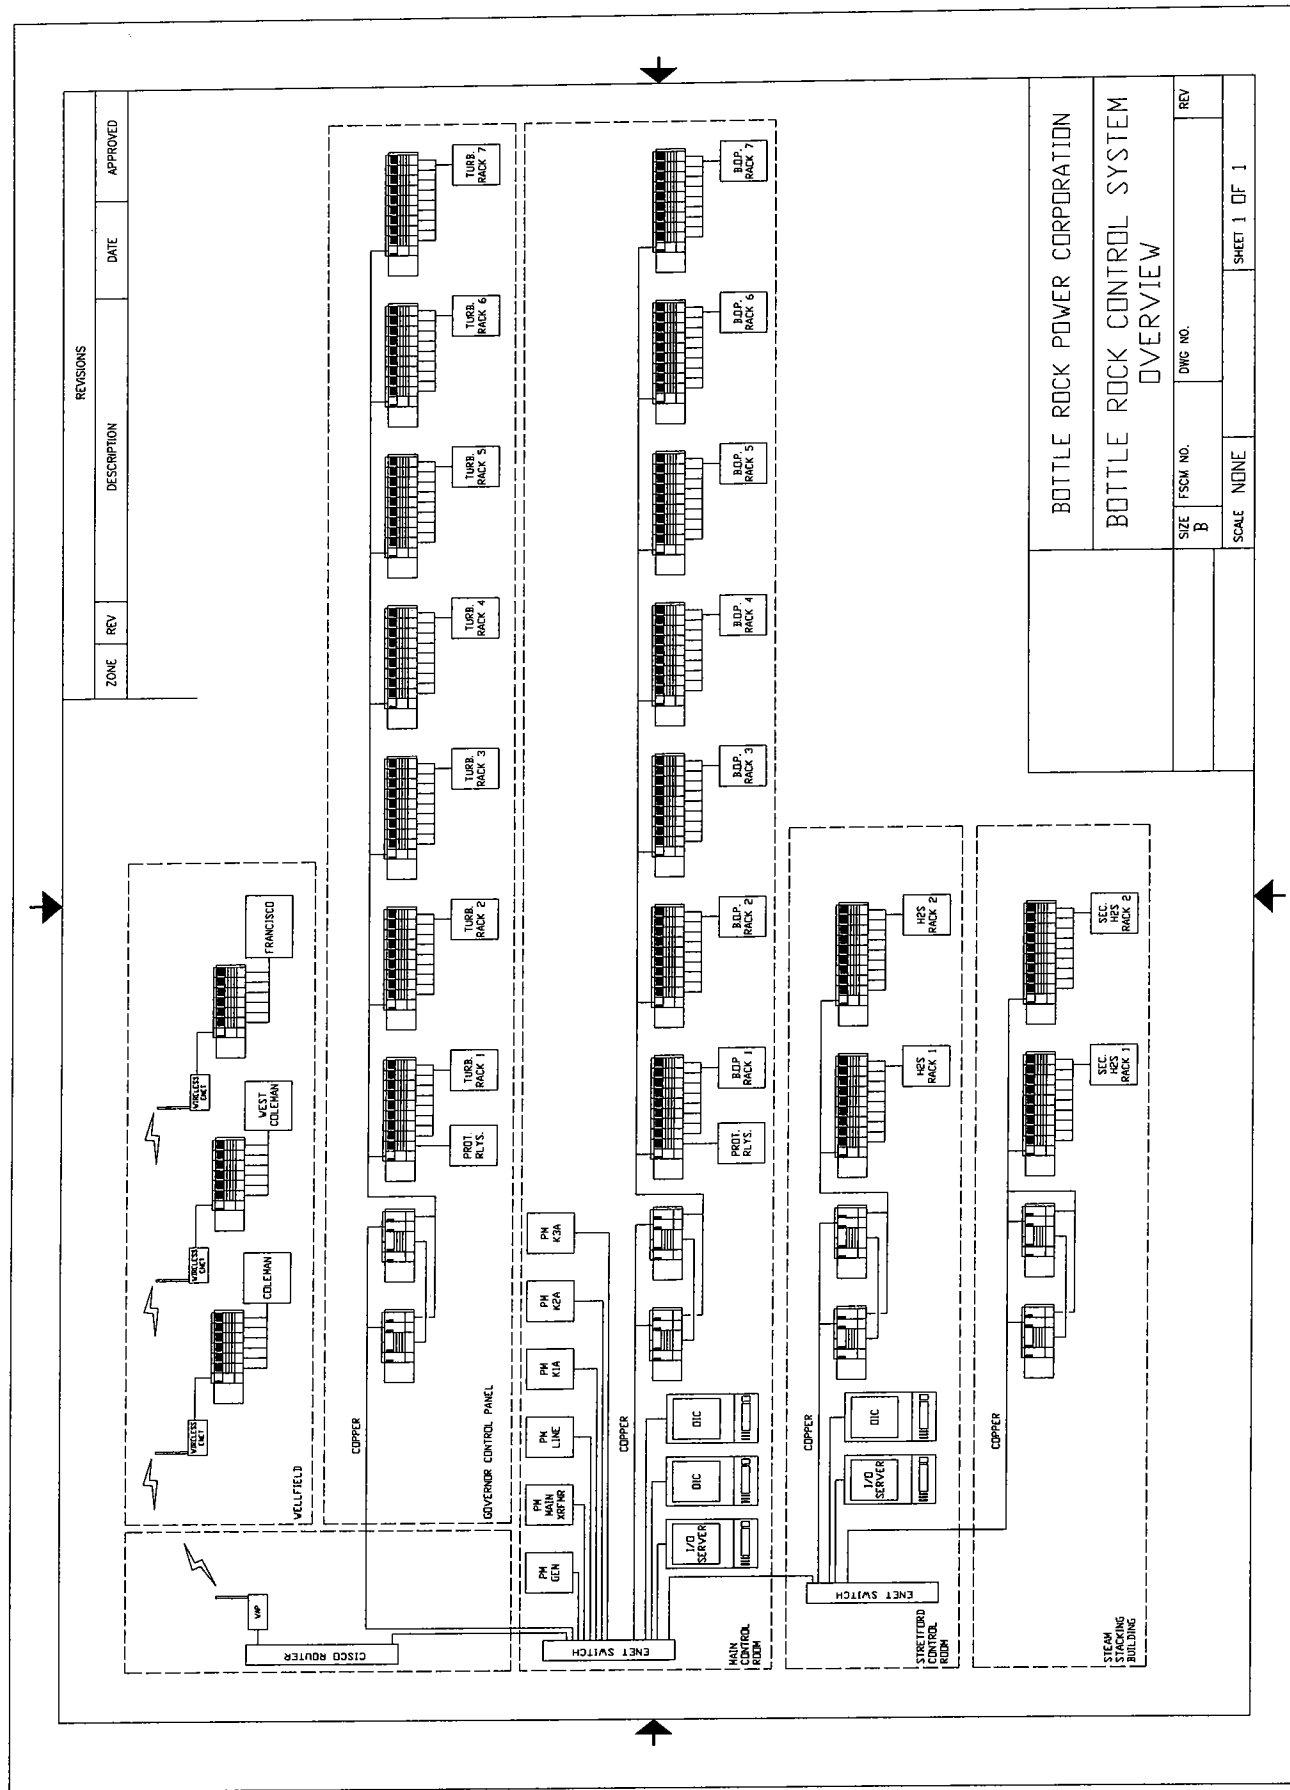 REVISIONS
ZONE
REV
DESCRIPTION
DATE
APPROVED
WELLFIELD
WIRELESS
ENET
COLEMAN
WIRELESS
ENET
WEST
COLEMAN
WIRELESS
ENET
FRANCISCO
WAP
CISCO ROUTER
GOVERNOR CONTROL PANEL
COPPER
PROT.
RLYS.
TURB.
RACK 1
TURB.
RACK 2
TURB.
RACK 3
TURB.
RACK 4
TURB.
RACK 5
TURB.
RACK 6
TURB.
RACK 7
PM
GEN
PM
MAIN
XRFMR
PM
LINE
PM
K1A
PM
K2A
PM
K3A
ENET SWITCH
COPPER
I/O
SERVER
OIC
OIC
MAIN
CONTROL
ROOM
PROT.
RLYS.
B.O.P
RACK 1
B.O.P.
RACK 2
B.O.P.
RACK 3
B.O.P.
RACK 4
B.O.P.
RACK 5
B.O.P.
RACK 6
B.O.P.
RACK 7
ENET SWITCH
COPPER
I/O
SERVER
OIC
STRETFORD
CONTROL
ROOM
H2S
RACK 1
H2S
RACK 2
COPPER
STEAM
STACKING
BUILDING
SEC.
H2S
RACK 1
SEC.
H2S
RACK 2
BOTTLE ROCK POWER CORPORATION
BOTTLE ROCK CONTROL SYSTEM
OVERVIEW
SIZE
B
FSCM NO.
DWG NO.
REV
SCALE NONE
SHEET 1 OF 1